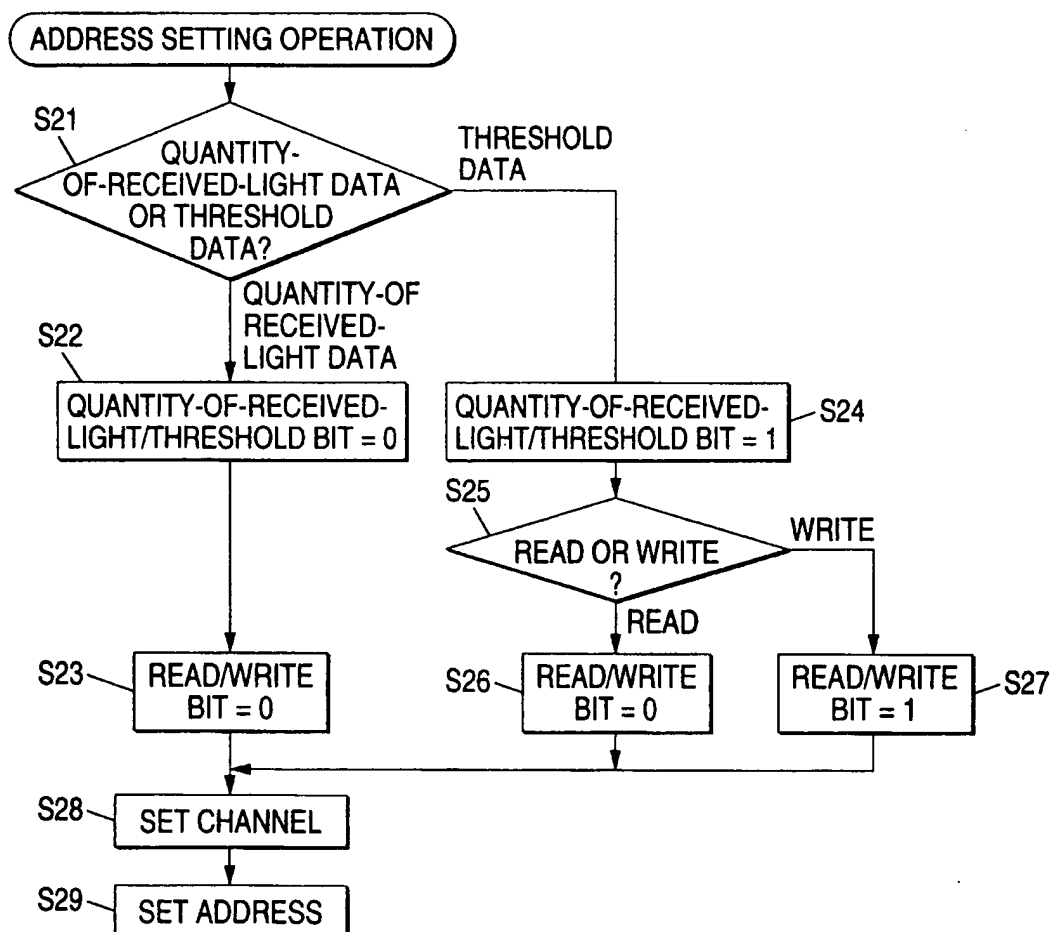 ADDRESS SETTING OPERATION
S21
QUANTITY-
OF-RECEIVED-LIGHT DATA
OR THRESHOLD
DATA?
THRESHOLD
DATA
QUANTITY-OF
RECEIVED-
LIGHT DATA
S22
QUANTITY-OF-RECEIVED-
LIGHT/THRESHOLD BIT = 0
QUANTITY-OF-RECEIVED-
LIGHT/THRESHOLD BIT = 1
S24
S25
READ OR WRITE
?
WRITE
READ
S23
READ/WRITE
BIT = 0
S26
READ/WRITE
BIT = 0
READ/WRITE
BIT = 1
S27
S28
SET CHANNEL
S29
SET ADDRESS